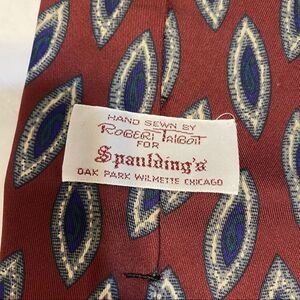 HAND SEWN BY
ROBERT TALBOTT
FOR
Spaulding's
OAK PARK WILMETTE CHICAGO